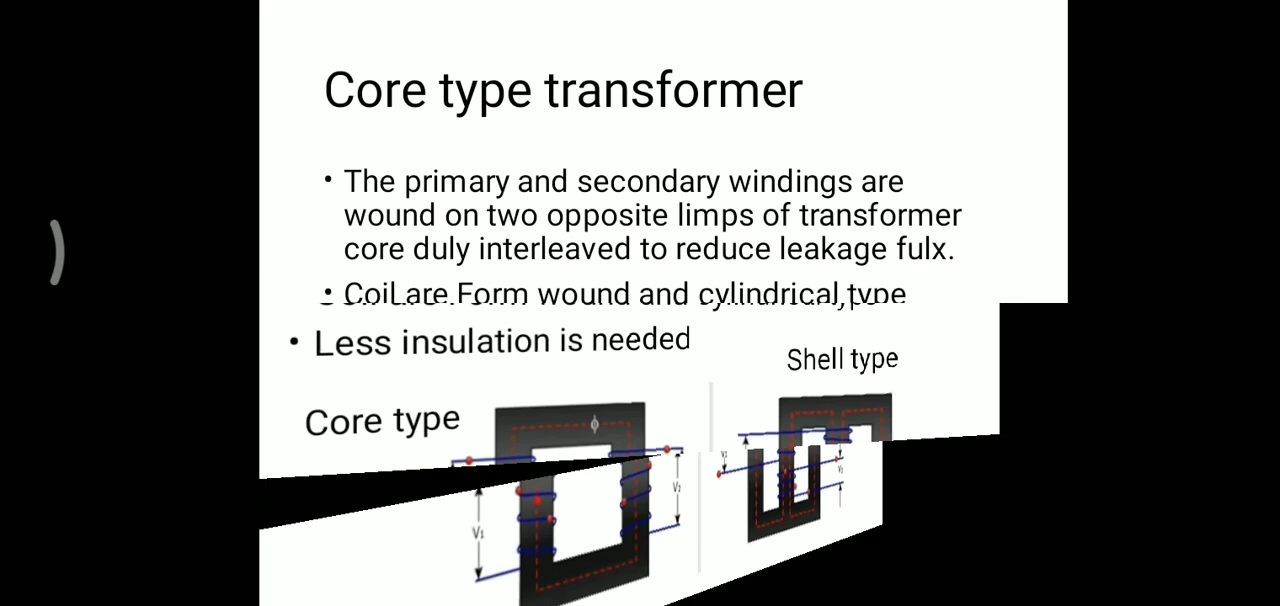 Core type transformer
• The primary and secondary windings are
wound on two opposite limps of transformer
core duly interleaved to reduce leakage fulx.
• Coil are Form wound and cylindrical type
• Less insulation is needed
Shell type
Core type
ϕ
V₁
V₂
V₁
V₂